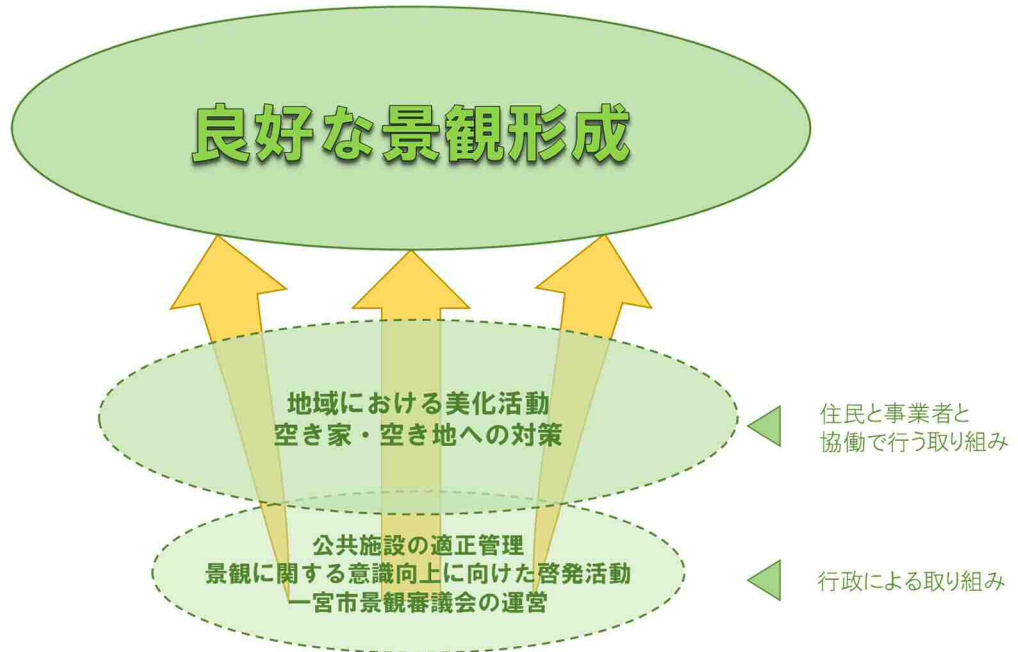 良好な景観形成
地域における美化活動
空き家・空き地への対策
住民と事業者と
協働で行う取り組み
公共施設の適正管理
景観に関する意識向上に向けた啓発活動
一宮市景観審議会の運営
行政による取り組み